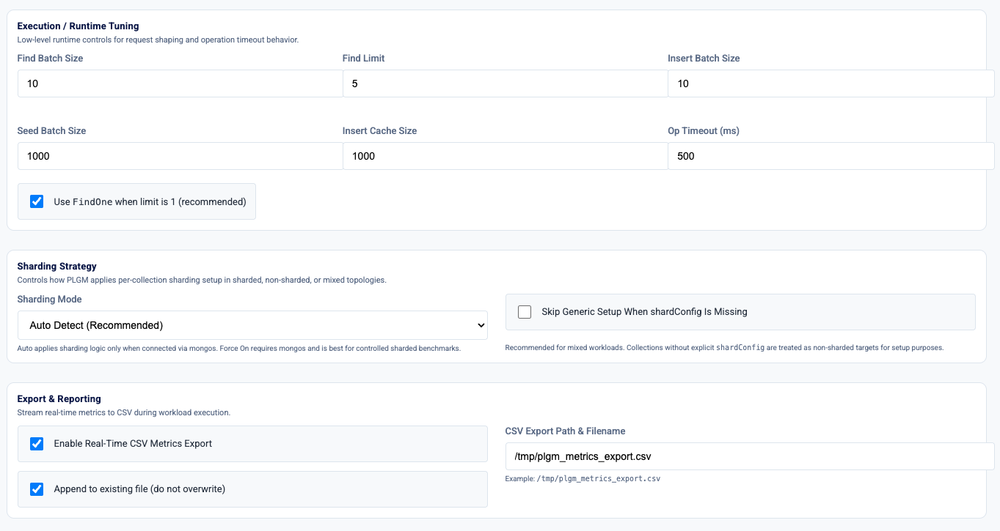 Execution / Runtime Tuning
Low-level runtime controls for request shaping and operation timeout behavior.
Find Batch Size
Find Limit
Insert Batch Size
10
5
10
Seed Batch Size
Insert Cache Size
Op Timeout (ms)
1000
1000
500
Use FindOne when limit is 1 (recommended)
Sharding Strategy
Controls how PLGM applies per-collection sharding setup in sharded, non-sharded, or mixed topologies.
Sharding Mode
Auto Detect (Recommended)
Auto applies sharding logic only when connected via mongos. Force On requires mongos and is best for controlled sharded benchmarks.
Skip Generic Setup When shardConfig Is Missing
Recommended for mixed workloads. Collections without explicit shardConfig are treated as non-sharded targets for setup purposes.
Export & Reporting
Stream real-time metrics to CSV during workload execution.
Enable Real-Time CSV Metrics Export
Append to existing file (do not overwrite)
CSV Export Path & Filename
/tmp/plgm_metrics_export.csv
Example: /tmp/plgm_metrics_export.csv